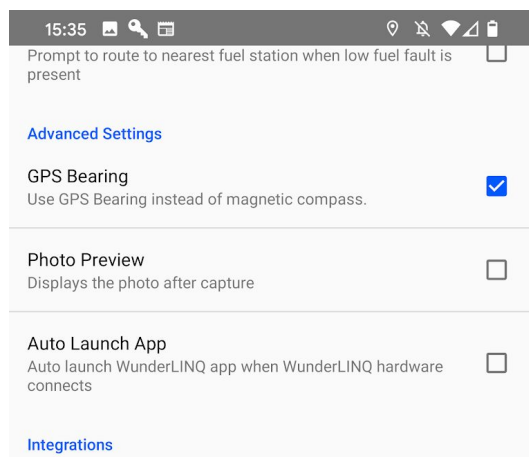 15:35
Prompt to route to nearest fuel station when low fuel fault is
present
Advanced Settings
GPS Bearing
Use GPS Bearing instead of magnetic compass.
Photo Preview
Displays the photo after capture
Auto Launch App
Auto launch WunderLINQ app when WunderLINQ hardware
connects
Integrations